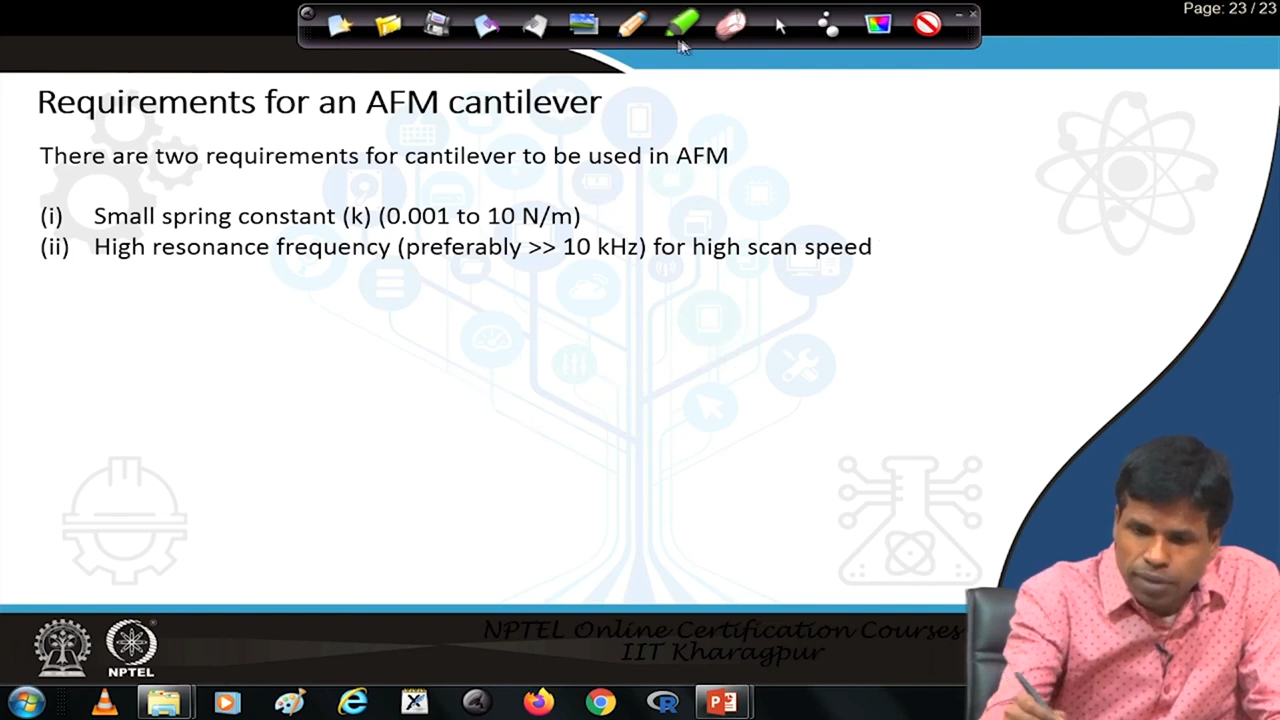 Page: 23 / 23
Requirements for an AFM cantilever
There are two requirements for cantilever to be used in AFM
(i) Small spring constant (k) (0.001 to 10 N/m)
(ii) High resonance frequency (preferably >> 10 kHz) for high scan speed
NPTEL Online Certification Courses
IIT Kharagpur
NPTEL